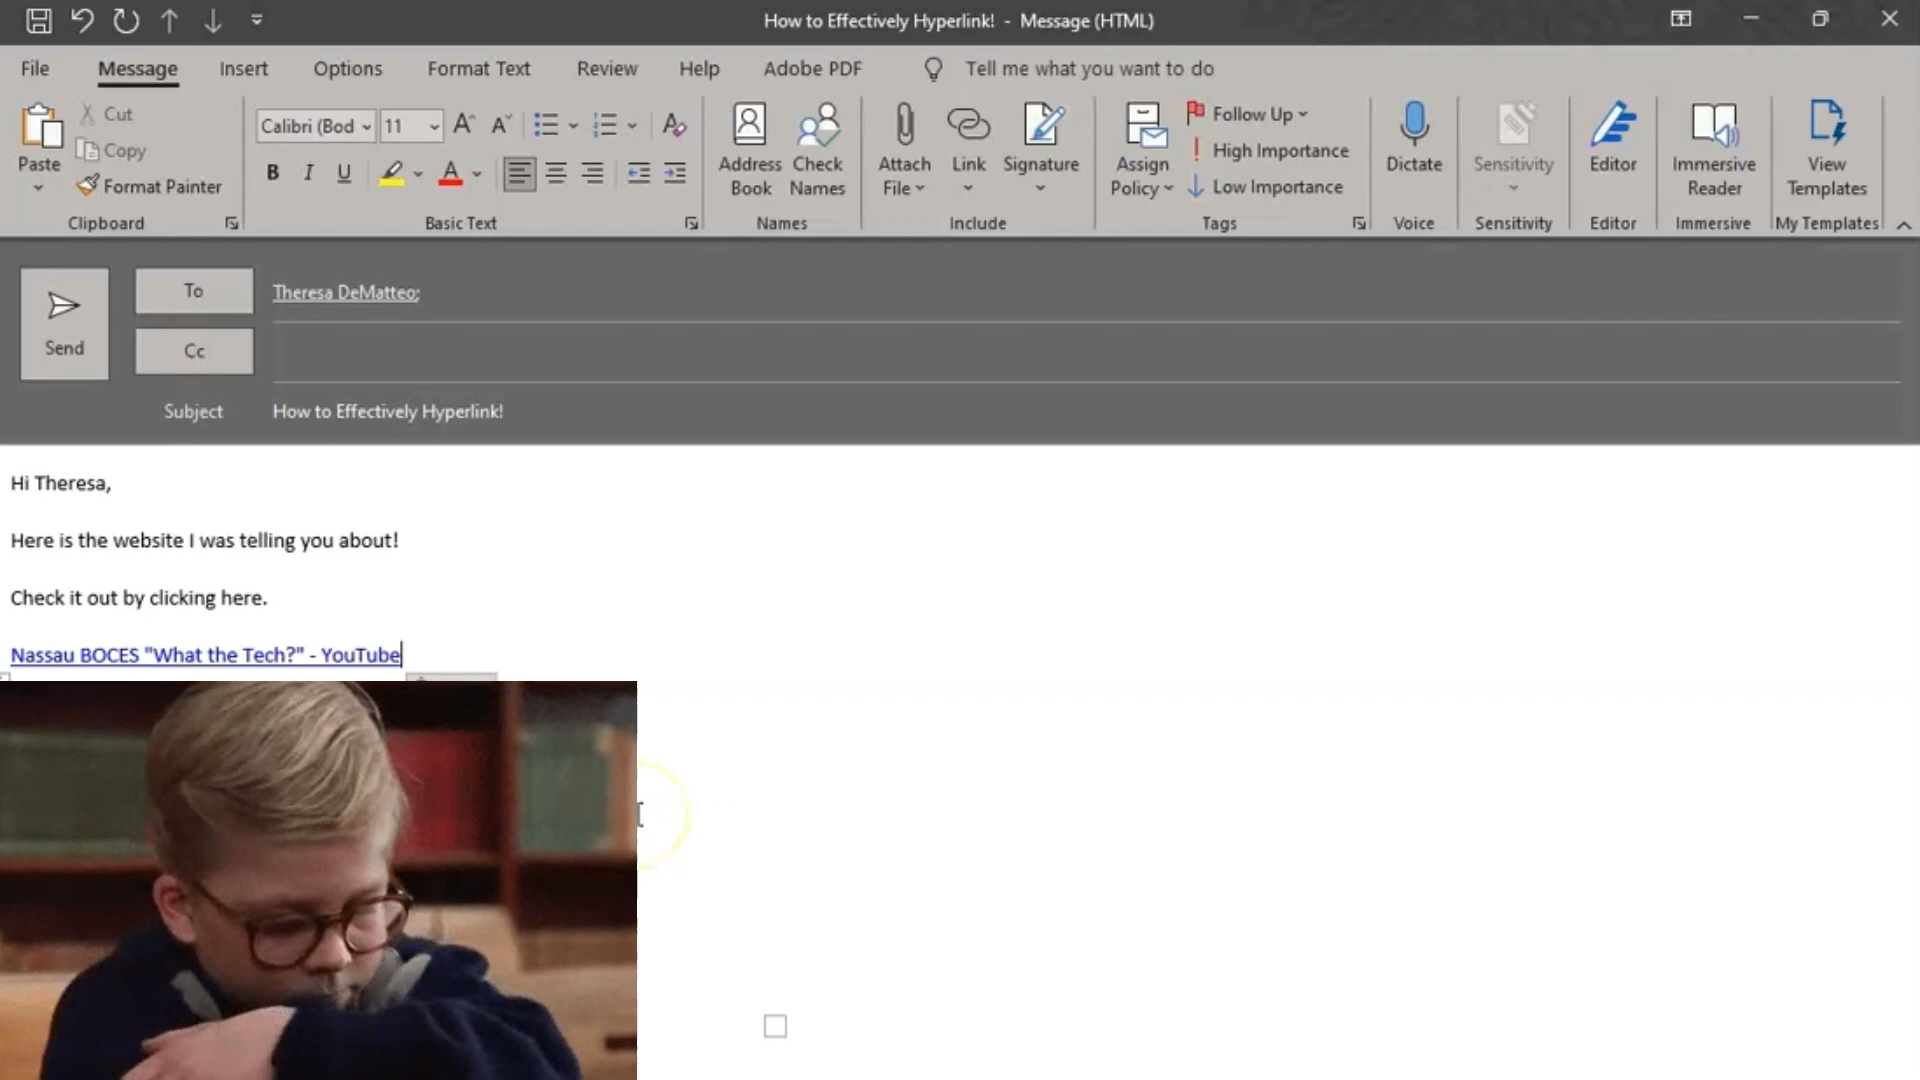 How to Effectively Hyperlink! - Message (HTML)
File Message Insert Options Format Text Review Help Adobe PDF Tell me what you want to do
Paste
Cut
Copy
Format Painter
Clipboard
Calibri (Bod 11
B I U
Basic Text
Address Book
Check Names
Names
Attach File
Link
Signature
Include
Assign Policy
Follow Up
High Importance
Low Importance
Tags
Dictate
Voice
Sensitivity
Sensitivity
Editor
Editor
Immersive Reader
Immersive
View Templates
My Templates
Send
To
Theresa DeMatteo;
Cc
Subject
How to Effectively Hyperlink!
Hi Theresa,
Here is the website I was telling you about!
Check it out by clicking here.
Nassau BOCES "What the Tech?" - YouTube